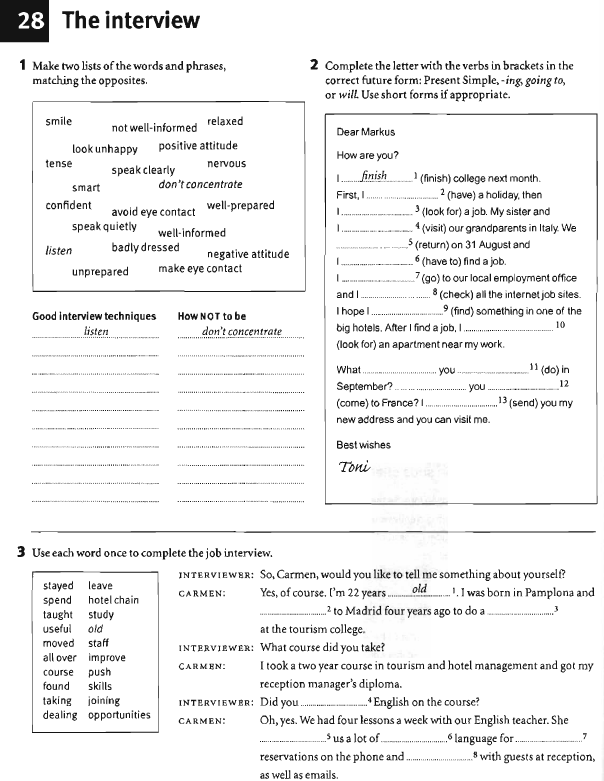 28 The interview
1 Make two lists of the words and phrases,
matching the opposites.
smile
not well-informed
relaxed
look unhappy
positive attitude
tense
speak clearly
nervous
smart
don't concentrate
confident
avoid eye contact
well-prepared
speak quietly
well-informed
listen
badly dressed
negative attitude
unprepared
make eye contact
Good interview techniques
How NOT to be
listen
don't concentrate
2 Complete the letter with the verbs in brackets in the
correct future form: Present Simple, -ing, going to,
or will. Use short forms if appropriate.
Dear Markus
How are you?
I ......finish...... 1 (finish) college next month.
First, I ............ 2 (have) a holiday, then
I ............ 3 (look for) a job. My sister and
I ............ 4 (visit) our grandparents in Italy. We
............ 5 (return) on 31 August and
I ............ 6 (have to) find a job.
I ............ 7 (go) to our local employment office
and I ............ 8 (check) all the internet job sites.
I hope I ............ 9 (find) something in one of the
big hotels. After I find a job, I ............ 10
(look for) an apartment near my work.
What ............ you ............ 11 (do) in
September? ............ you ............ 12
(come) to France? I ............ 13 (send) you my
new address and you can visit me.
Best wishes
Toni
3 Use each word once to complete the job interview.
stayed leave
spend hotel chain
taught study
useful old
moved staff
all over improve
course push
found skills
taking joining
dealing opportunities
INTERVIEWER: So, Carmen, would you like to tell me something about yourself?
CARMEN: Yes, of course. I'm 22 years ......old...... 1. I was born in Pamplona and
............ 2 to Madrid four years ago to do a ............ 3
at the tourism college.
INTERVIEWER: What course did you take?
CARMEN: I took a two year course in tourism and hotel management and got my
reception manager's diploma.
INTERVIEWER: Did you ............ 4 English on the course?
CARMEN: Oh, yes. We had four lessons a week with our English teacher. She
............ 5 us a lot of ............ 6 language for ............ 7
reservations on the phone and ............ 8 with guests at reception,
as well as emails.